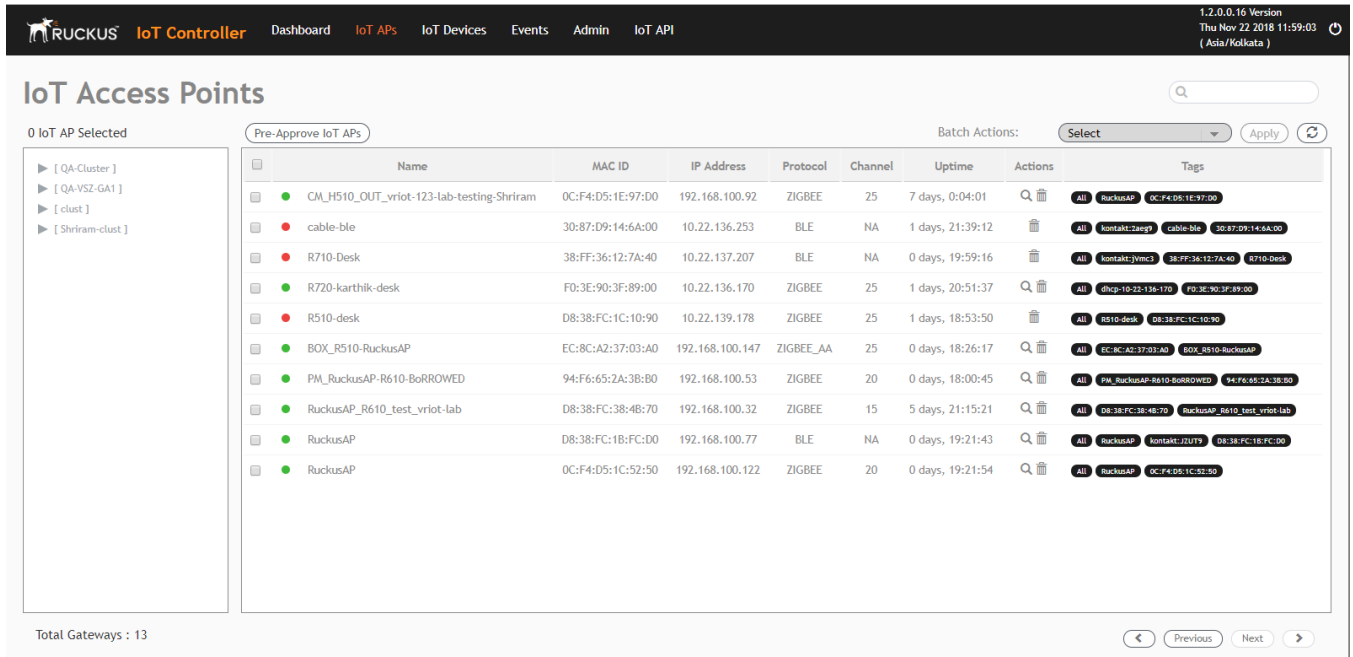 1.2.0.0.16 Version
RUCKUS™ IoT Controller Dashboard IoT APs IoT Devices Events Admin IoT API Thu Nov 22 2018 11:59:03
( Asia/Kolkata )
IoT Access Points
0 IoT AP Selected Pre-Approve IoT APs Batch Actions: Select Apply
[ QA-Cluster ]
[ QA-VSZ-GA1 ]
[ clust ]
[ Shriram-clust ]
Name MAC ID IP Address Protocol Channel Uptime Actions Tags
CM_H510_OUT_vriot-123-lab-testing-Shriram 0C:F4:D5:1E:97:D0 192.168.100.92 ZIGBEE 25 7 days, 0:04:01 All RuckusAP 0C:F4:D5:1E:97:D0
cable-ble 30:87:D9:14:6A:00 10.22.136.253 BLE NA 1 days, 21:39:12 All kontakt:2aeg9 cable-ble 30:87:D9:14:6A:00
R710-Desk 38:FF:36:12:7A:40 10.22.137.207 BLE NA 0 days, 19:59:16 All kontakt:jVmc3 38:FF:36:12:7A:40 R710-Desk
R720-karthik-desk F0:3E:90:3F:89:00 10.22.136.170 ZIGBEE 25 1 days, 20:51:37 All dhcp-10-22-136-170 F0:3E:90:3F:89:00
R510-desk D8:38:FC:1C:10:90 10.22.139.178 ZIGBEE 25 1 days, 18:53:50 All R510-desk D8:38:FC:1C:10:90
BOX_R510-RuckusAP EC:8C:A2:37:03:A0 192.168.100.147 ZIGBEE_AA 25 0 days, 18:26:17 All EC:8C:A2:37:03:A0 BOX_R510-RuckusAP
PM_RuckusAP-R610-BoRROWED 94:F6:65:2A:3B:B0 192.168.100.53 ZIGBEE 20 0 days, 18:00:45 All PM_RuckusAP-R610-BoRROWED 94:F6:65:2A:3B:B0
RuckusAP_R610_test_vriot-lab D8:38:FC:38:4B:70 192.168.100.32 ZIGBEE 15 5 days, 21:15:21 All D8:38:FC:38:4B:70 RuckusAP_R610_test_vriot-lab
RuckusAP D8:38:FC:1B:FC:D0 192.168.100.77 BLE NA 0 days, 19:21:43 All RuckusAP kontakt:JZUT9 D8:38:FC:1B:FC:D0
RuckusAP 0C:F4:D5:1C:52:50 192.168.100.122 ZIGBEE 20 0 days, 19:21:54 All RuckusAP 0C:F4:D5:1C:52:50
Total Gateways : 13 Previous Next